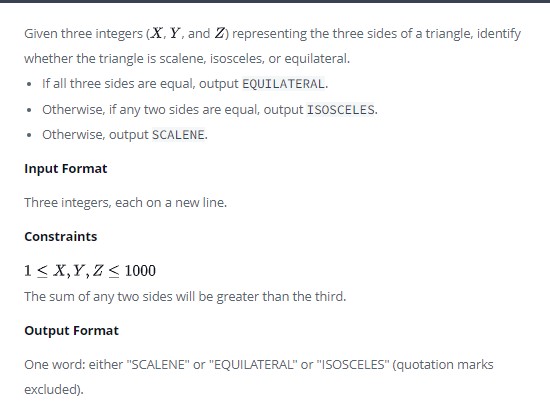 Given three integers (X, Y, and Z) representing the three sides of a triangle, identify
whether the triangle is scalene, isosceles, or equilateral.
• If all three sides are equal, output EQUILATERAL.
• Otherwise, if any two sides are equal, output ISOSCELES.
• Otherwise, output SCALENE.
Input Format
Three integers, each on a new line.
Constraints
1 ≤ X, Y, Z ≤ 1000
The sum of any two sides will be greater than the third.
Output Format
One word: either "SCALENE" or "EQUILATERAL" or "ISOSCELES" (quotation marks
excluded).